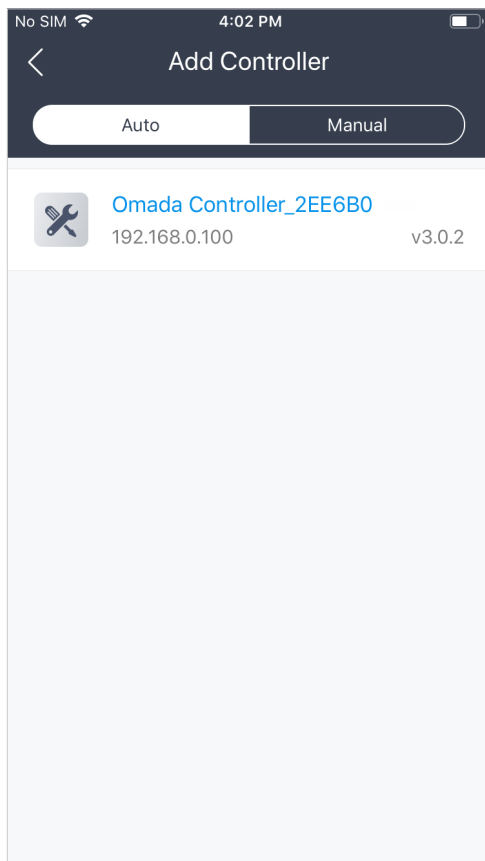 No SIM 4:02 PM
Add Controller
Auto Manual
Omada Controller_2EE6B0
192.168.0.100 v3.0.2